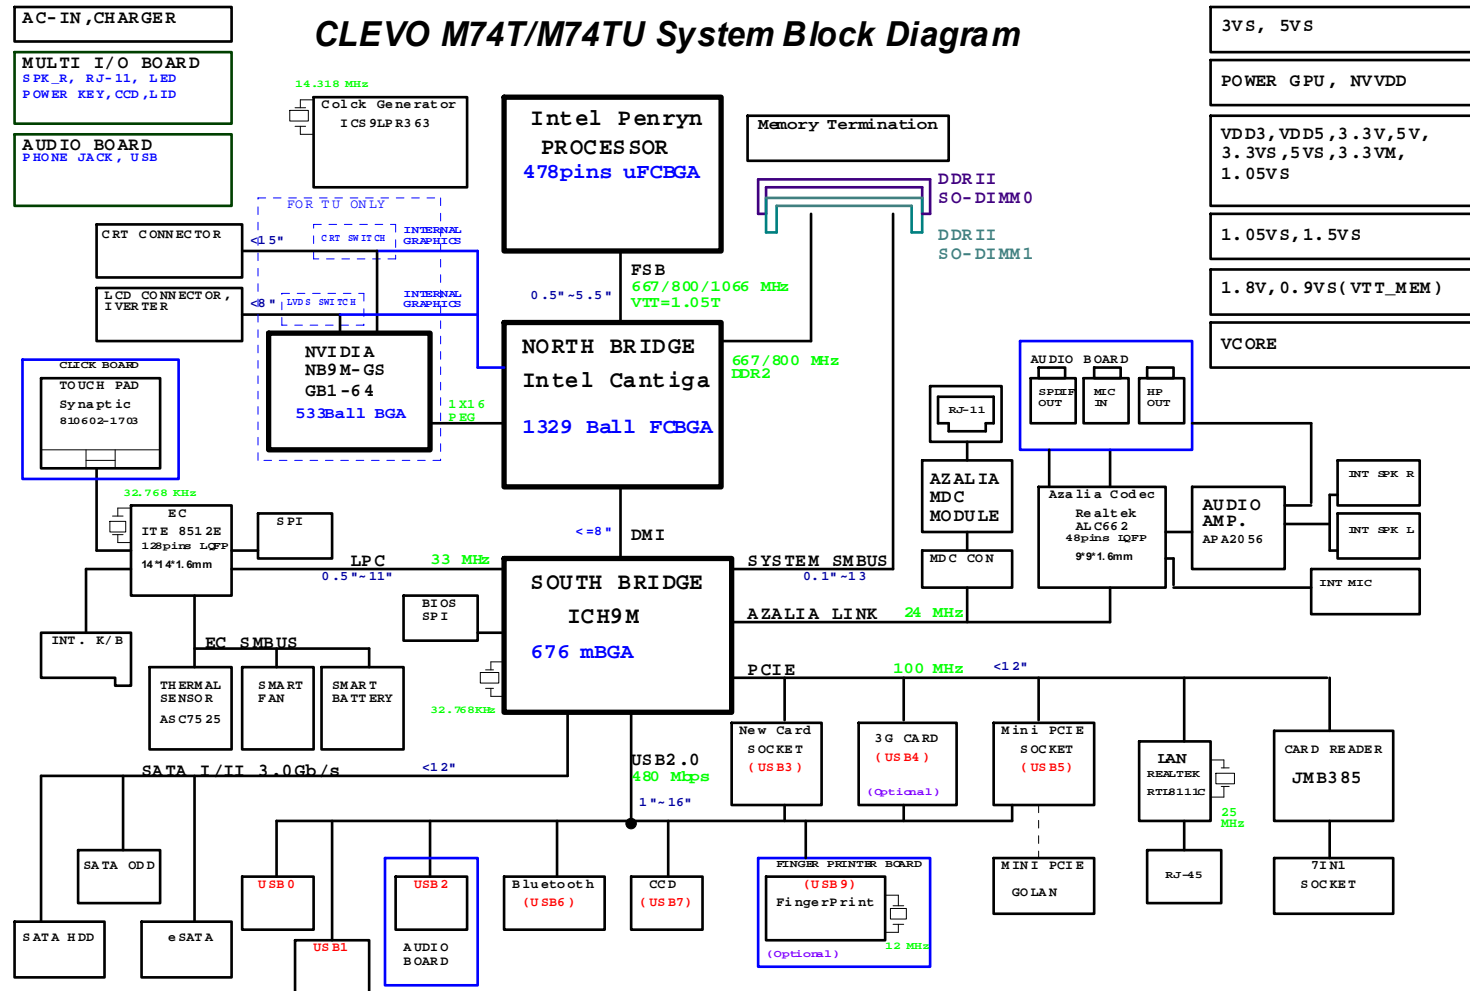 CLEVO M74T/M74TU System Block Diagram
AC-IN,CHARGER
MULTI I/O BOARD
SPK_R, RJ-11, LED
POWER KEY,CCD,LID
AUDIO BOARD
PHONE JACK, USB
14.318 MHz
Colck Generator
ICS9LPR363
Intel Penryn
PROCESSOR
478pins uFCBGA
Memory Termination
DDRII
SO-DIMM0
DDRII
SO-DIMM1
3VS, 5VS
POWER GPU, NVVDD
VDD3,VDD5,3.3V,5V,
3.3VS,5VS,3.3VM,
1.05VS
1.05VS,1.5VS
1.8V,0.9VS(VTT_MEM)
VCORE
FOR TU ONLY
CRT CONNECTOR
<15"
CRT SWITCH
INTERNAL
GRAPHICS
LCD CONNECTOR,
IVERTER
<8"
LVDS SWITCH
INTERNAL
GRAPHICS
FSB
0.5"~5.5"
667/800/1066 MHz
VTT=1.05T
NVIDIA
NB9M-GS
GB1-64
533Ball BGA
1X16
PEG
NORTH BRIDGE
Intel Cantiga
1329 Ball FCBGA
667/800 MHz
DDR2
CLICK BOARD
TOUCH PAD
Synaptic
810602-1703
32.768 KHz
EC
ITE 8512E
128pins LQFP
14*14*1.6mm
SPI
<=8"
DMI
LPC
33 MHz
0.5"~11"
SOUTH BRIDGE
ICH9M
676 mBGA
BIOS
SPI
32.768KHz
SYSTEM SMBUS
0.1"~13
AZALIA LINK
24 MHz
PCIE
100 MHz
<12"
RJ-11
AZALIA
MDC
MODULE
MDC CON
AUDIO BOARD
SPDIF
OUT
MIC
IN
HP
OUT
Azalia Codec
Realtek
ALC662
48pins LQFP
9*9*1.6mm
AUDIO
AMP.
APA2056
INT SPK R
INT SPK L
INT MIC
INT. K/B
EC SMBUS
THERMAL
SENSOR
ASC7525
SMART
FAN
SMART
BATTERY
SATA I/II 3.0Gb/s
<12"
USB2.0
480 Mbps
1"~16"
New Card
SOCKET
(USB3)
3G CARD
(USB4)
(Optional)
Mini PCIE
SOCKET
(USB5)
LAN
REALTEK
RTL8111C
25
MHz
CARD READER
JMB385
SATA ODD
SATA HDD
eSATA
USB0
USB1
USB2
AUDIO
BOARD
Bluetooth
(USB6)
CCD
(USB7)
FINGER PRINTER BOARD
(USB9)
FingerPrint
12 MHz
(Optional)
MINI PCIE
GOLAN
RJ-45
7IN1
SOCKET